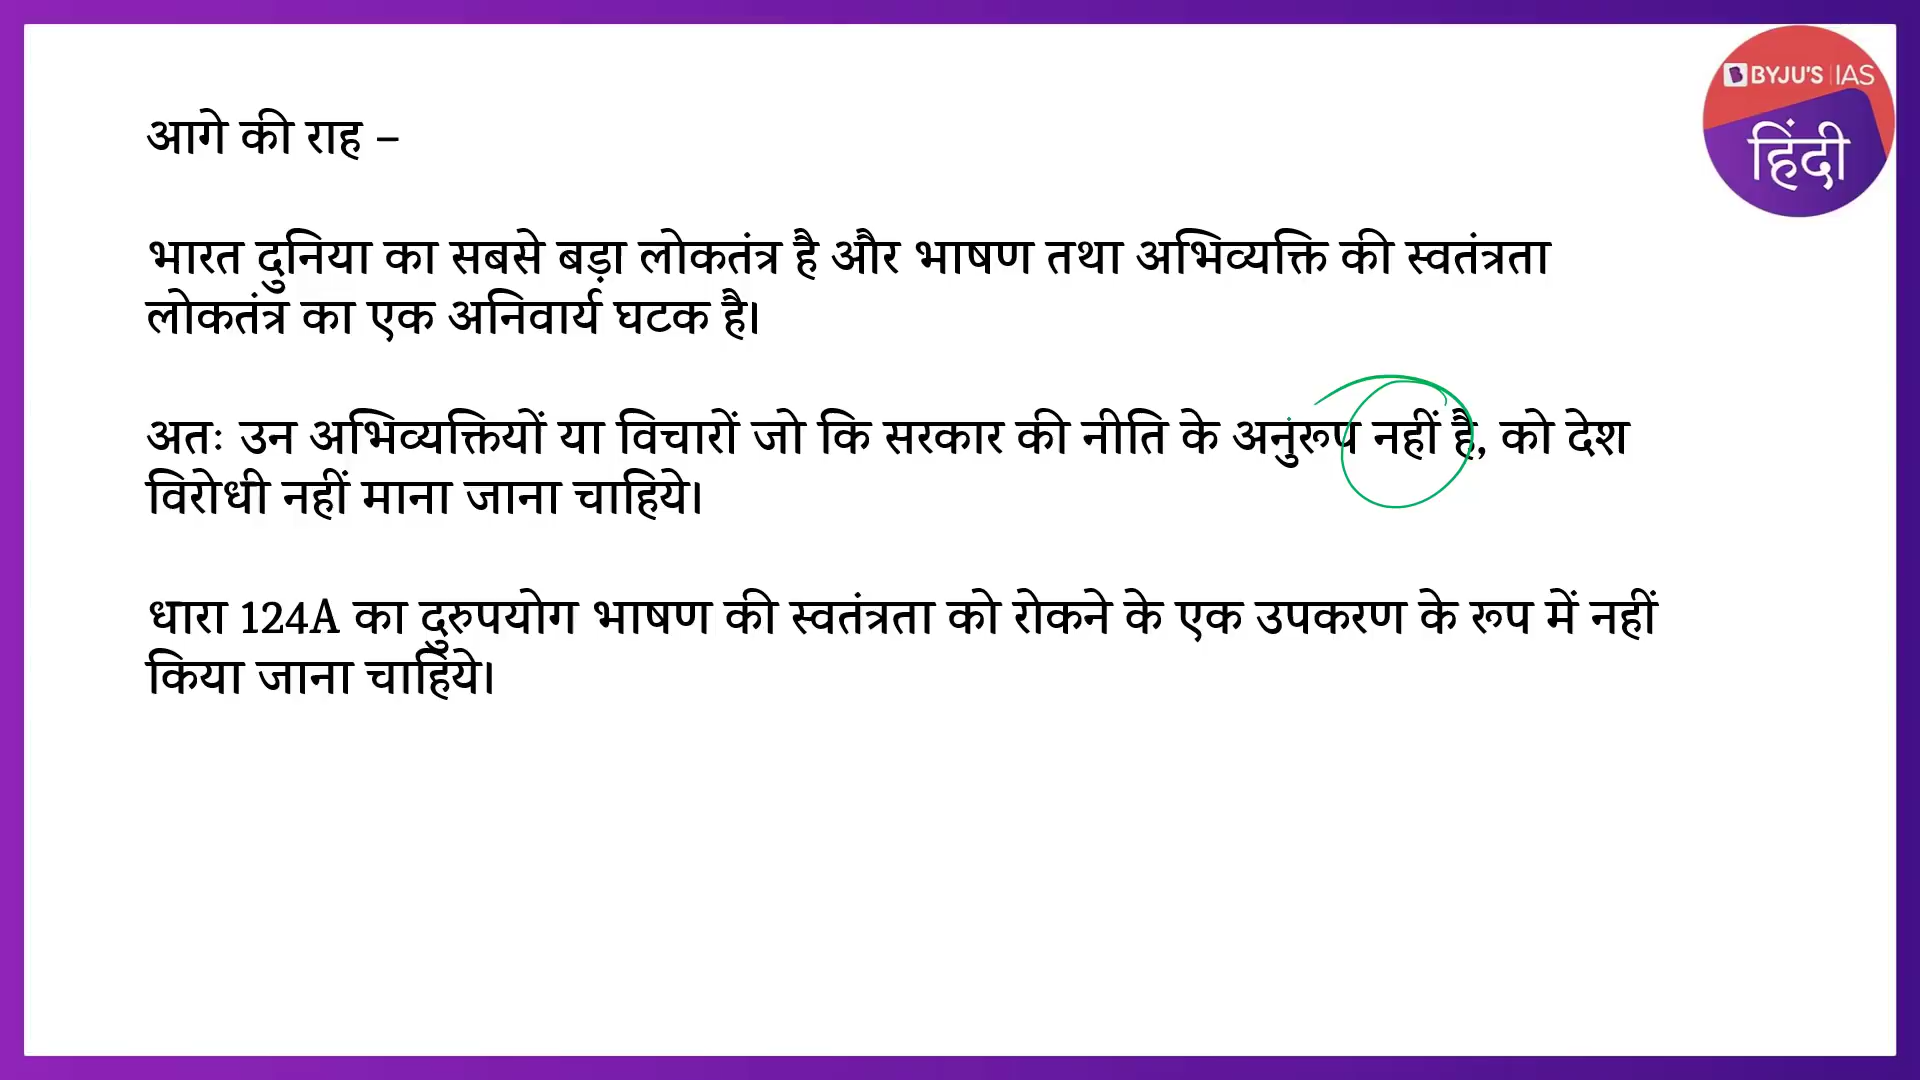 BYJU'S IAS
हिंदी
आगे की राह –
भारत दुनिया का सबसे बड़ा लोकतंत्र है और भाषण तथा अभिव्यक्ति की स्वतंत्रता
लोकतंत्र का एक अनिवार्य घटक है।
अतः उन अभिव्यक्तियों या विचारों जो कि सरकार की नीति के अनुरूप नहीं है, को देश
विरोधी नहीं माना जाना चाहिये।
धारा 124A का दुरुपयोग भाषण की स्वतंत्रता को रोकने के एक उपकरण के रूप में नहीं
किया जाना चाहिये।